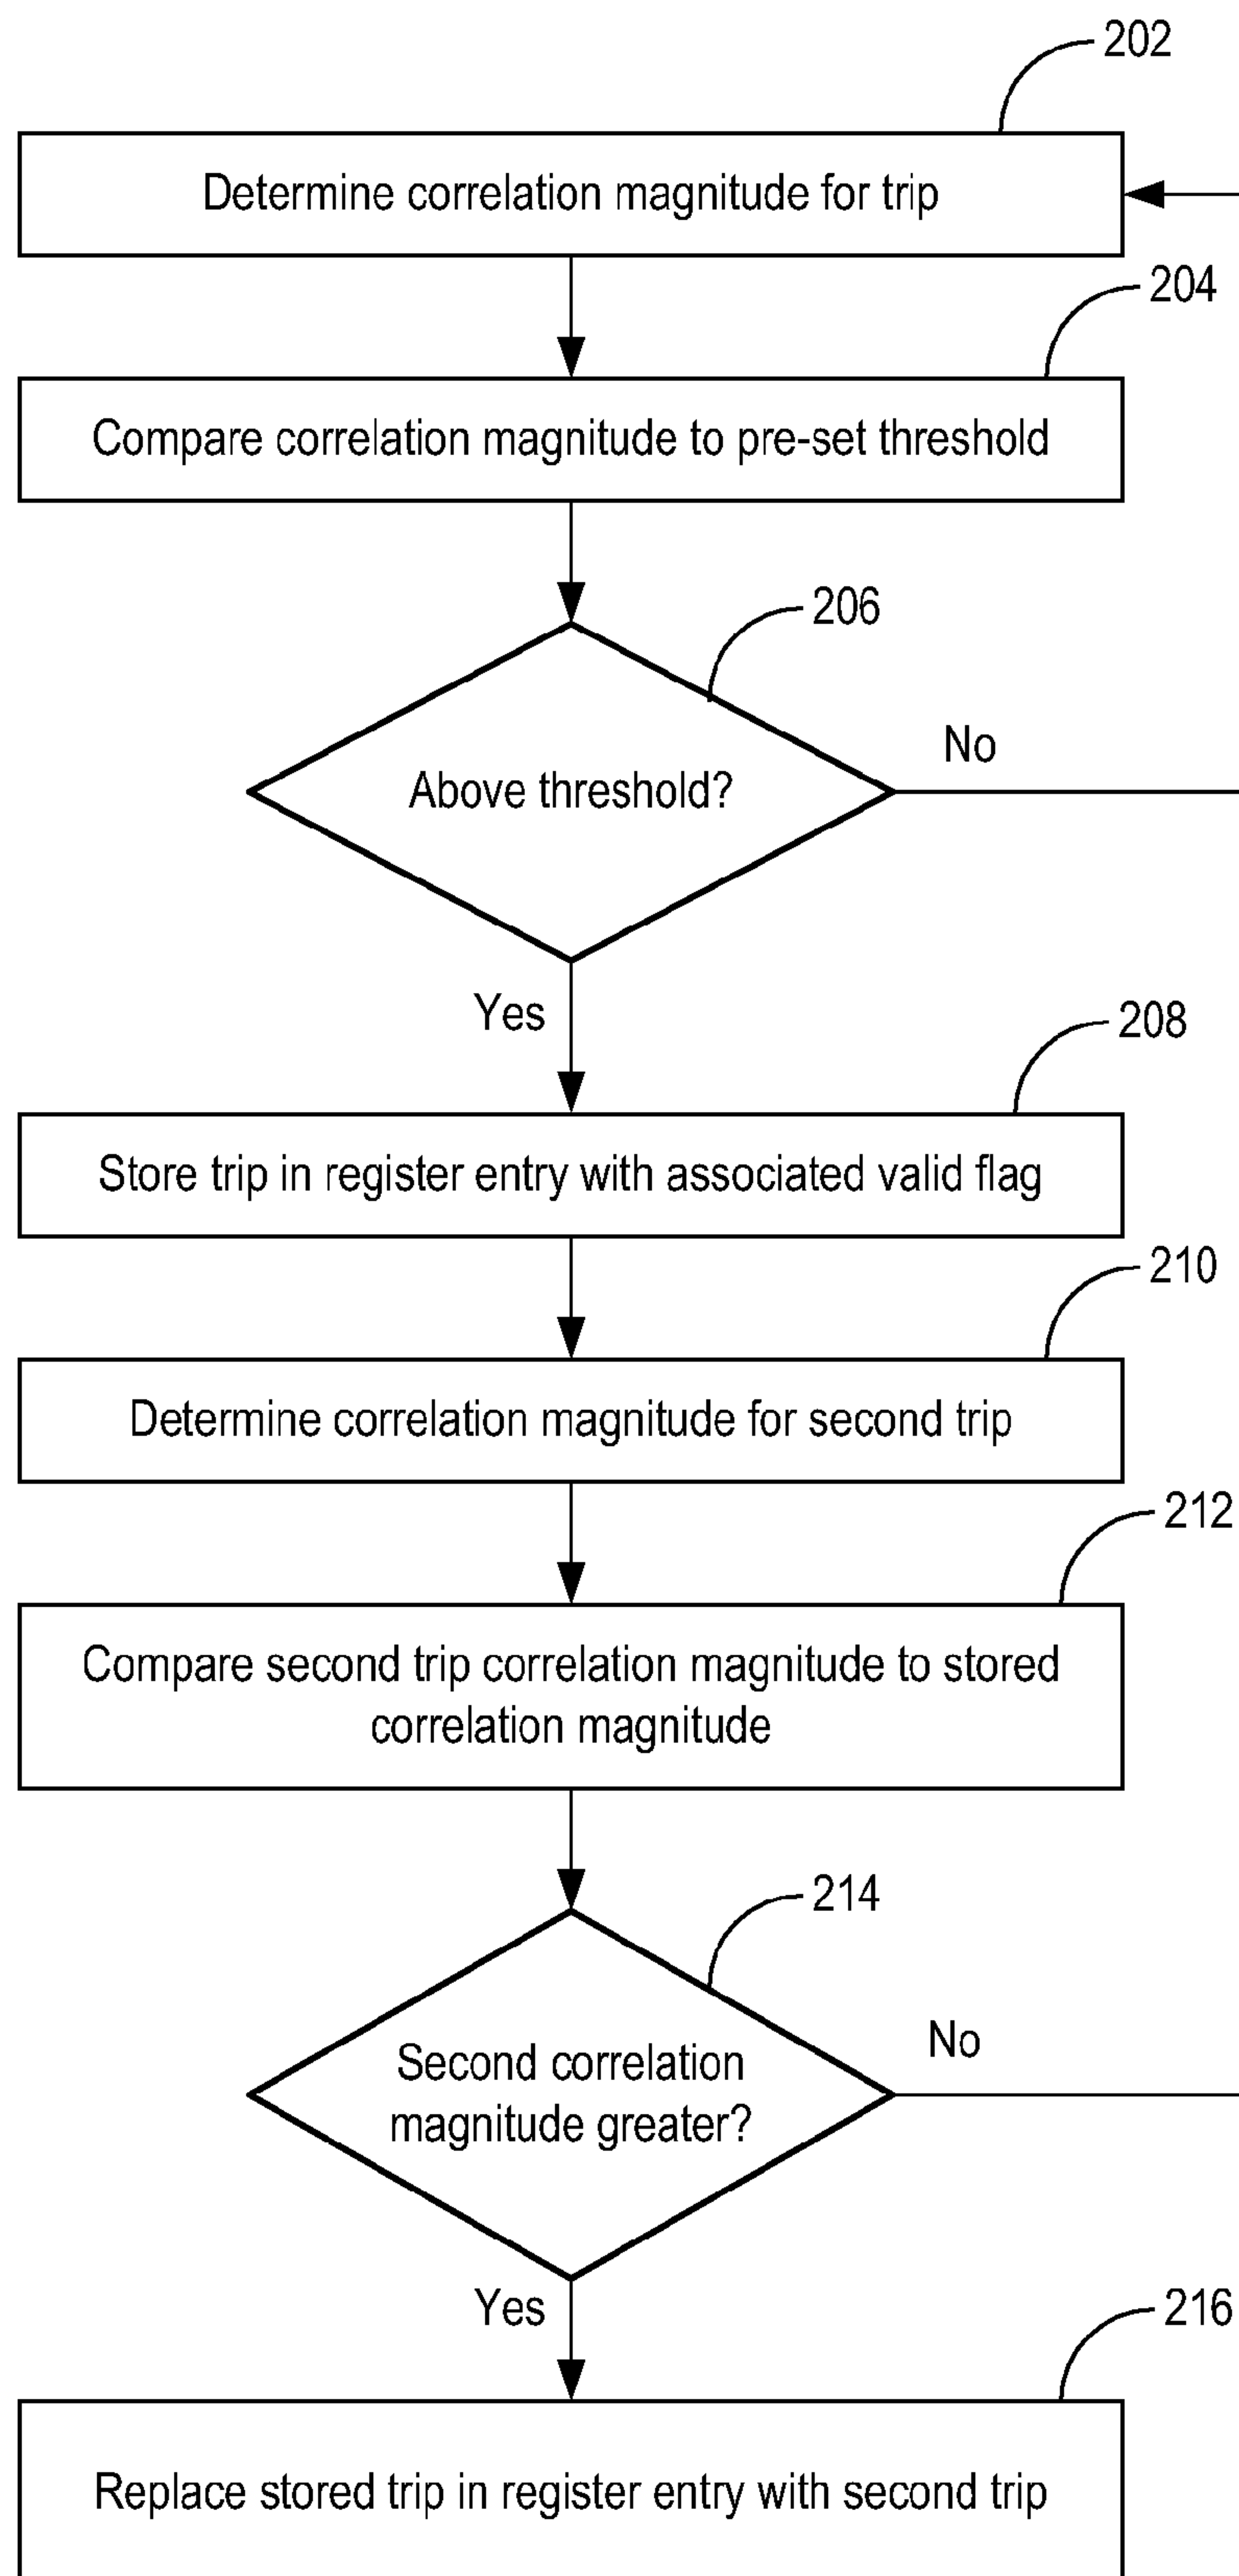 202
Determine correlation magnitude for trip
204
Compare correlation magnitude to pre-set threshold
206
Above threshold?
No
Yes
208
Store trip in register entry with associated valid flag
210
Determine correlation magnitude for second trip
212
Compare second trip correlation magnitude to stored
correlation magnitude
214
Second correlation
magnitude greater?
No
Yes
216
Replace stored trip in register entry with second trip